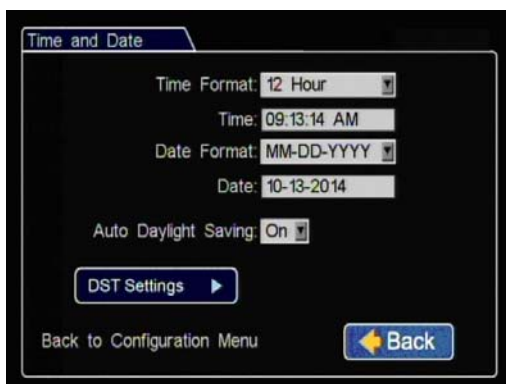 Time and Date
Time Format: 12 Hour
Time: 09:13:14 AM
Date Format: MM-DD-YYYY
Date: 10-13-2014
Auto Daylight Saving: On
DST Settings
Back to Configuration Menu
Back